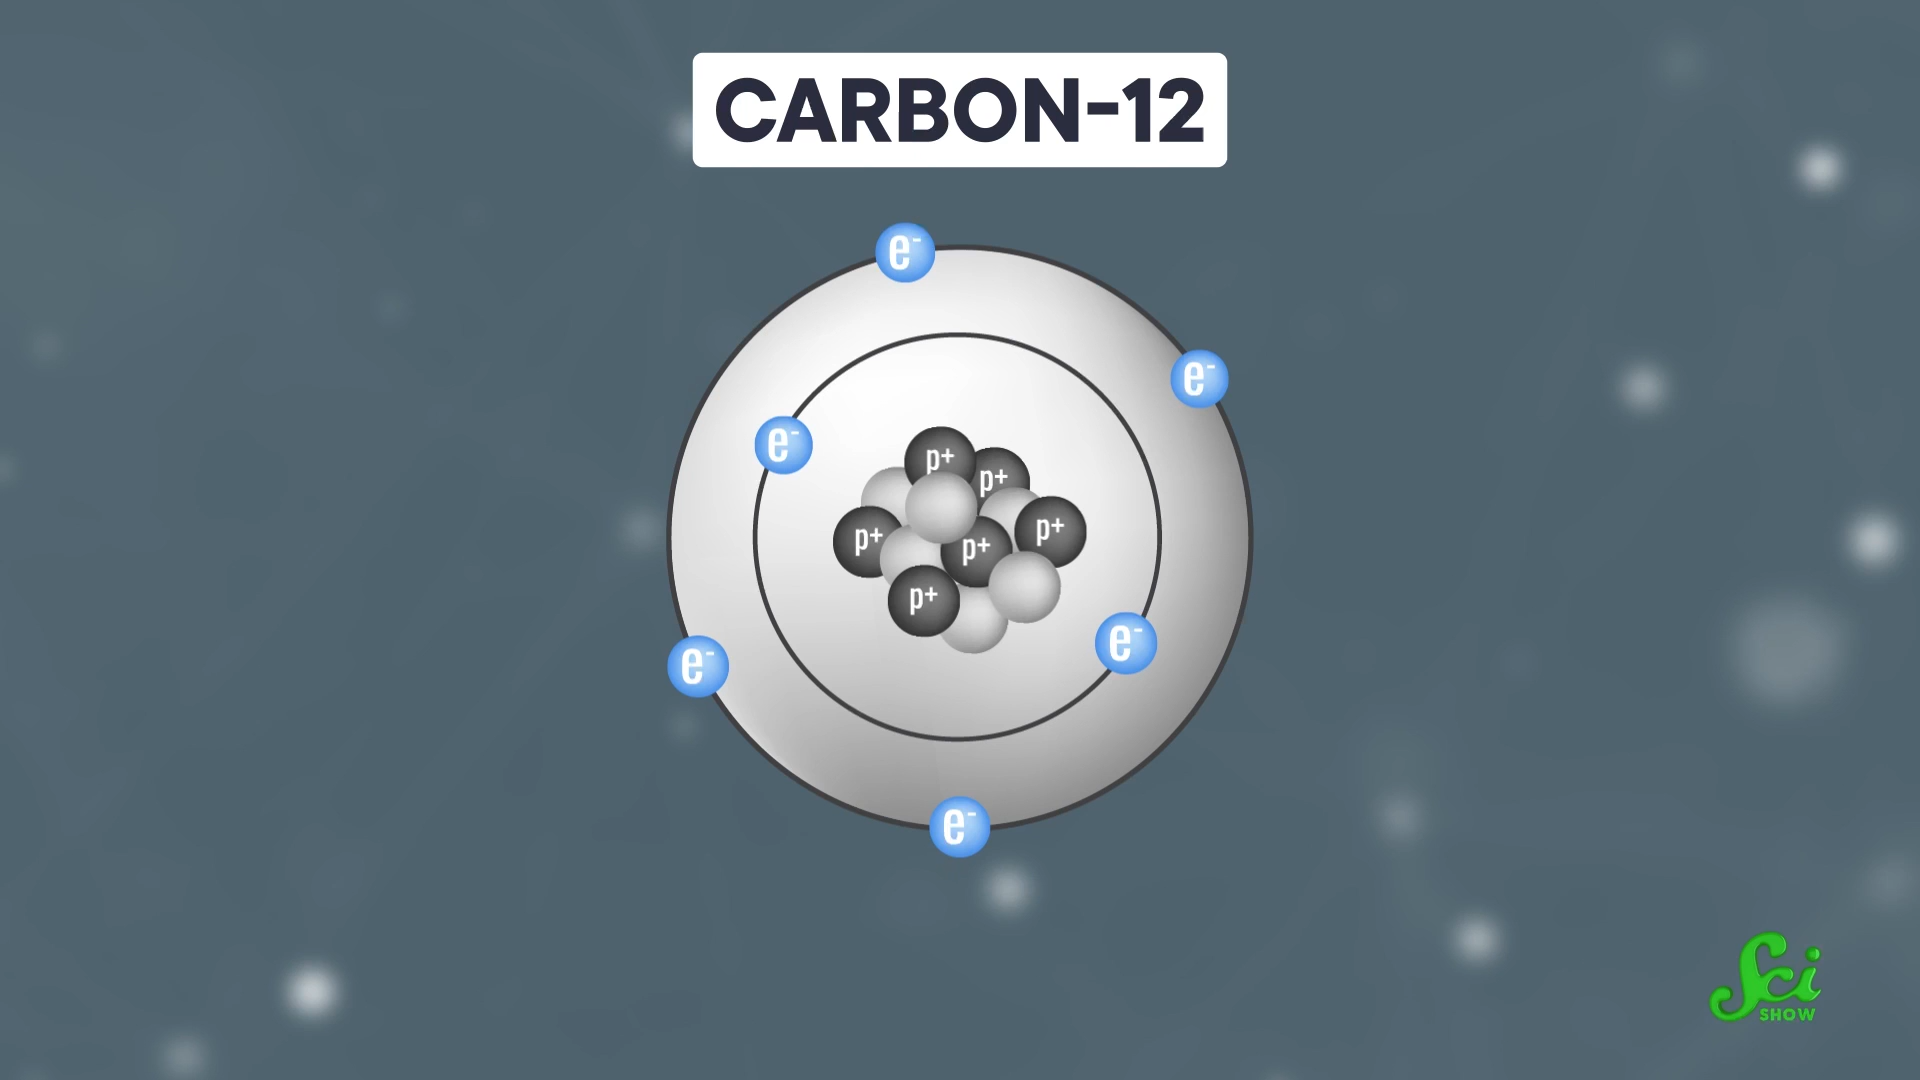 CARBON-12
e-
e-
e-
p+
p+
p+
p+
p+
p+
e-
e-
e-
Sci
SHOW